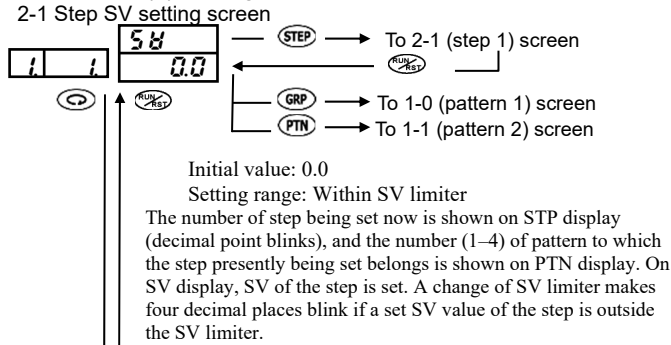 2-1 Step SV setting screen
SV
1. 1. 0.0
STEP To 2-1 (step 1) screen
RUN/RST
RUN/RST
GRP To 1-0 (pattern 1) screen
PTN To 1-1 (pattern 2) screen
Initial value: 0.0
Setting range: Within SV limiter
The number of step being set now is shown on STP display
(decimal point blinks), and the number (1–4) of pattern to which
the step presently being set belongs is shown on PTN display. On
SV display, SV of the step is set. A change of SV limiter makes
four decimal places blink if a set SV value of the step is outside
the SV limiter.